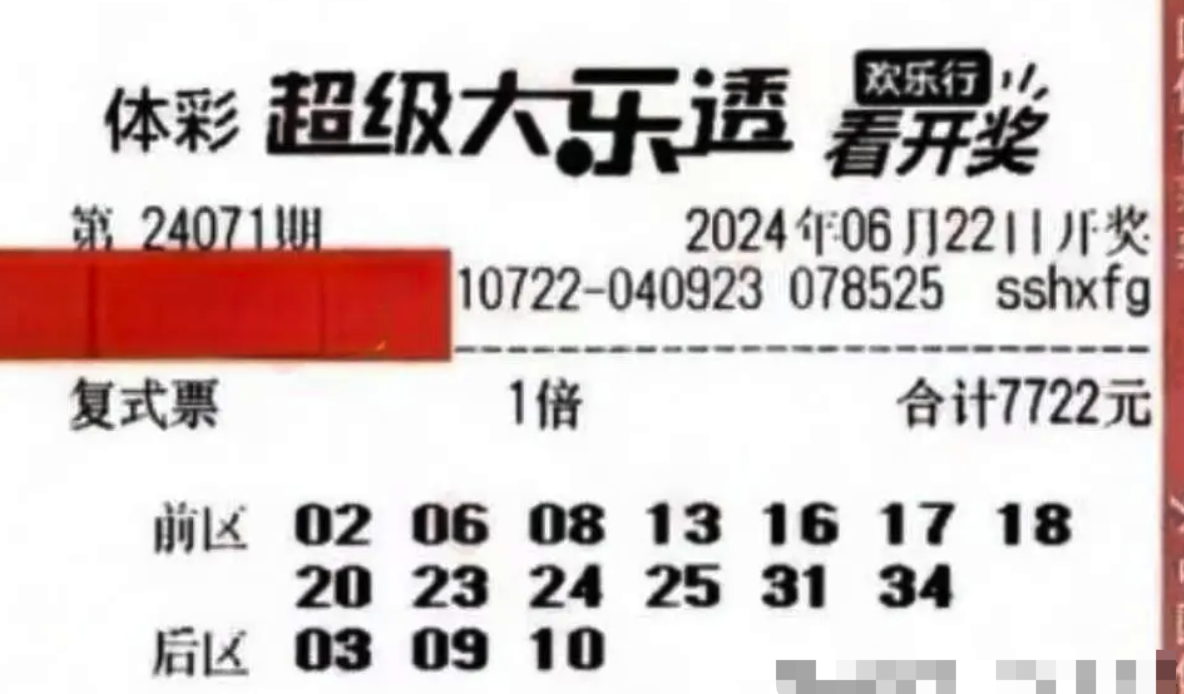 体彩 超级大乐透 欢乐行 看开奖
第 24071期 2024年06月22日开奖
10722-040923 078525 sshxfg
复式票 1倍 合计7722元
前区 02 06 08 13 16 17 18
20 23 24 25 31 34
后区 03 09 10